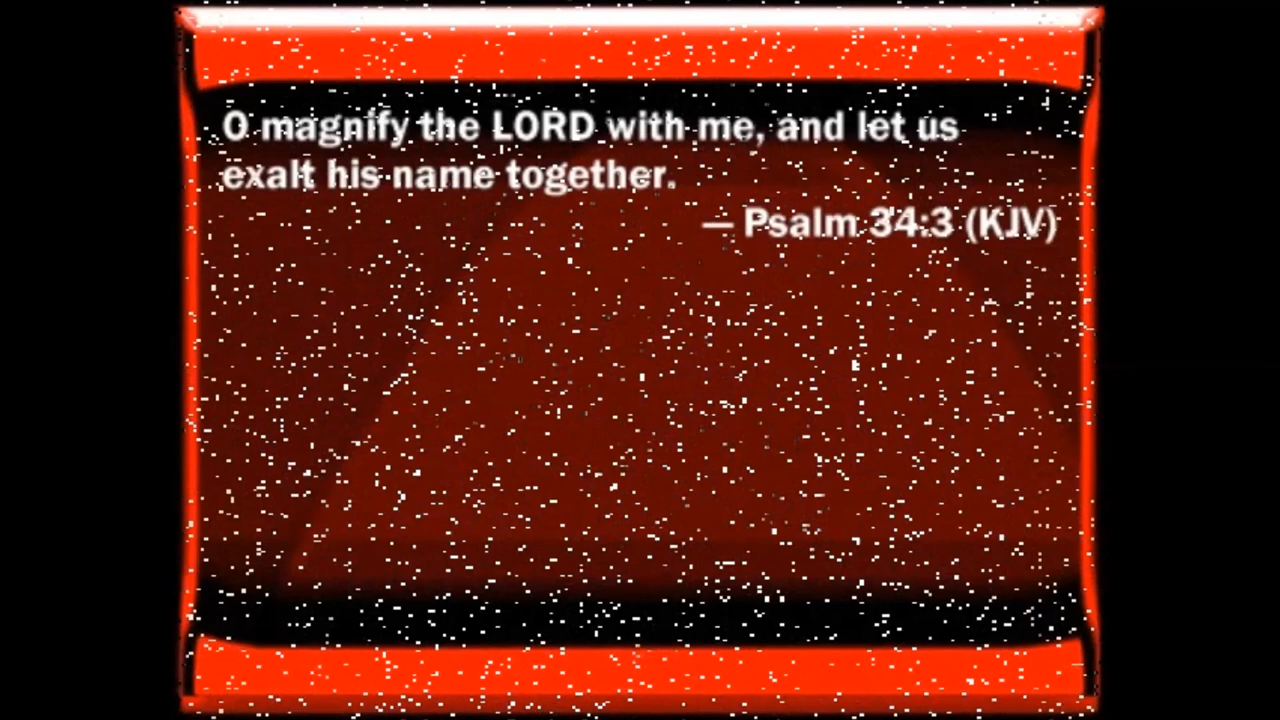 O magnify the LORD with me, and let us
exalt his name together.
— Psalm 34:3 (KJV)